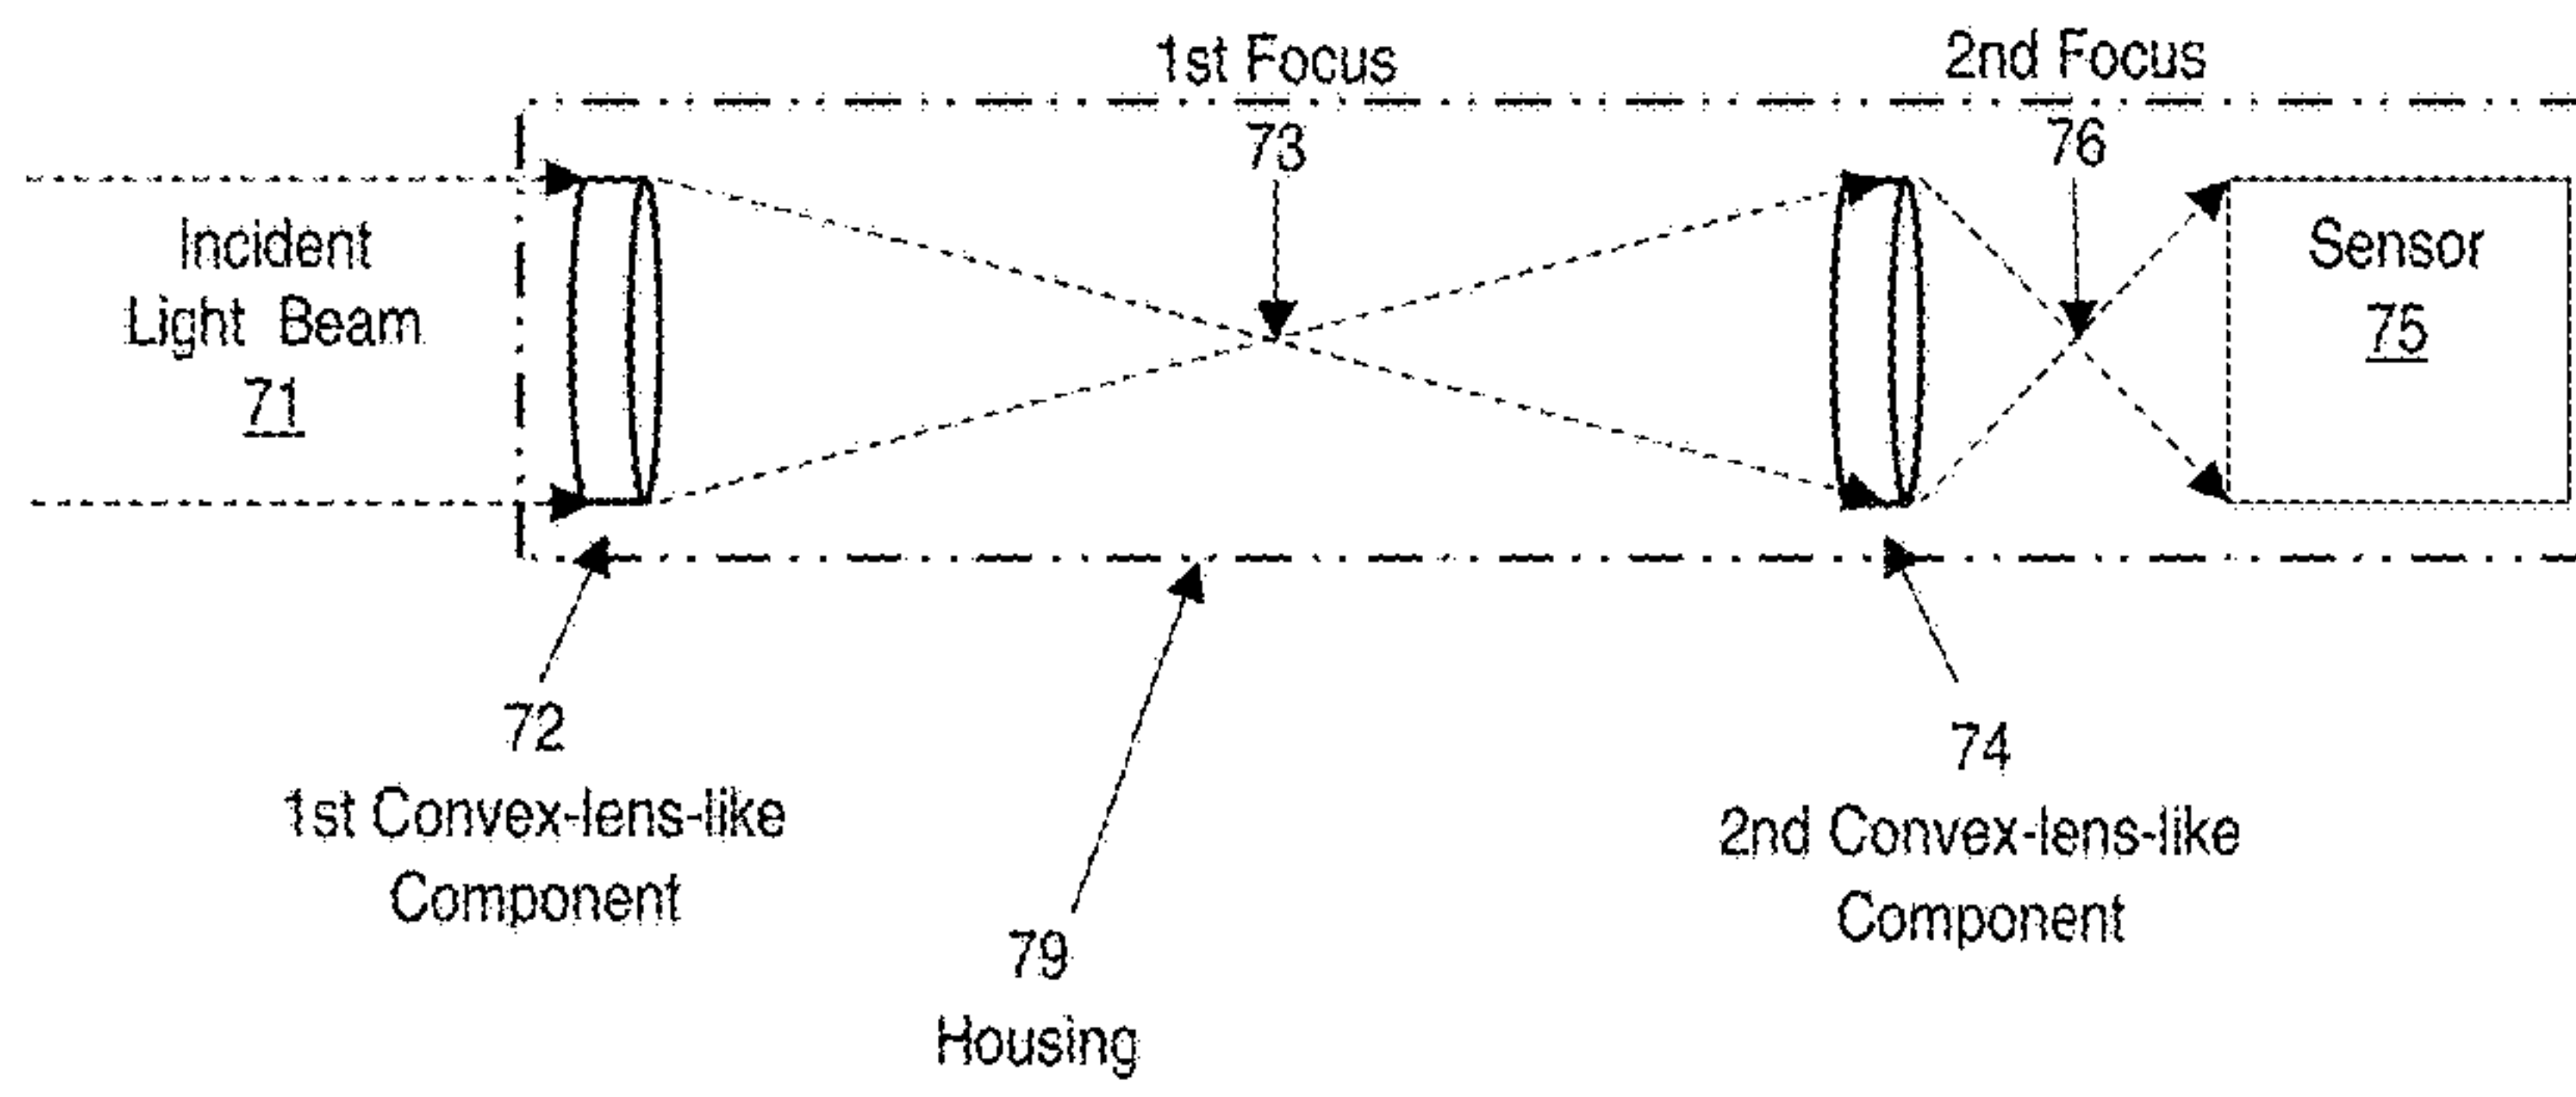 1st Focus
2nd Focus
73
76
Incident
Light Beam
71
Sensor
75
72
1st Convex-lens-like
Component
74
2nd Convex-lens-like
Component
79
Housing